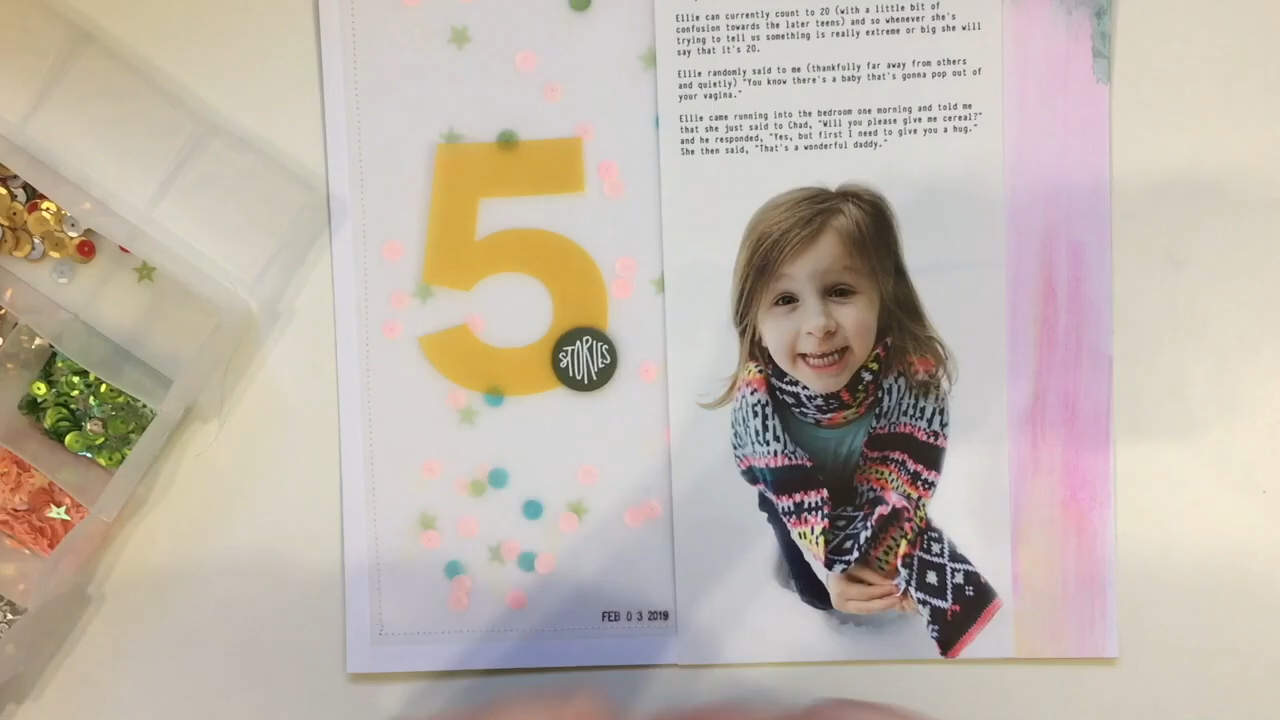 Ellie can currently count to 20 (with a little bit of
confusion towards the later teens) and so whenever she's
trying to tell us something is really extreme or big she will
say that it's 20.
Ellie randomly said to me (thankfully far away from others
and quietly) "You know there's a baby that's gonna pop out of
your vagina."
Ellie came running into the bedroom one morning and told me
that she just said to Chad, "Will you please give me cereal?"
and he responded, "Yes, but first I need to give you a hug."
She then said, "That's a wonderful daddy."
5
STORIES
FEB 03 2019